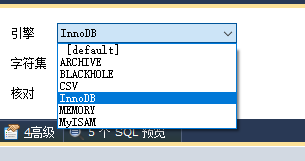 引擎 InnoDB
[default]
字符集 ARCHIVE
BLACKHOLE
CSV
核对 InnoDB
MEMORY
MyISAM
4高级 5 个 SQL 预览